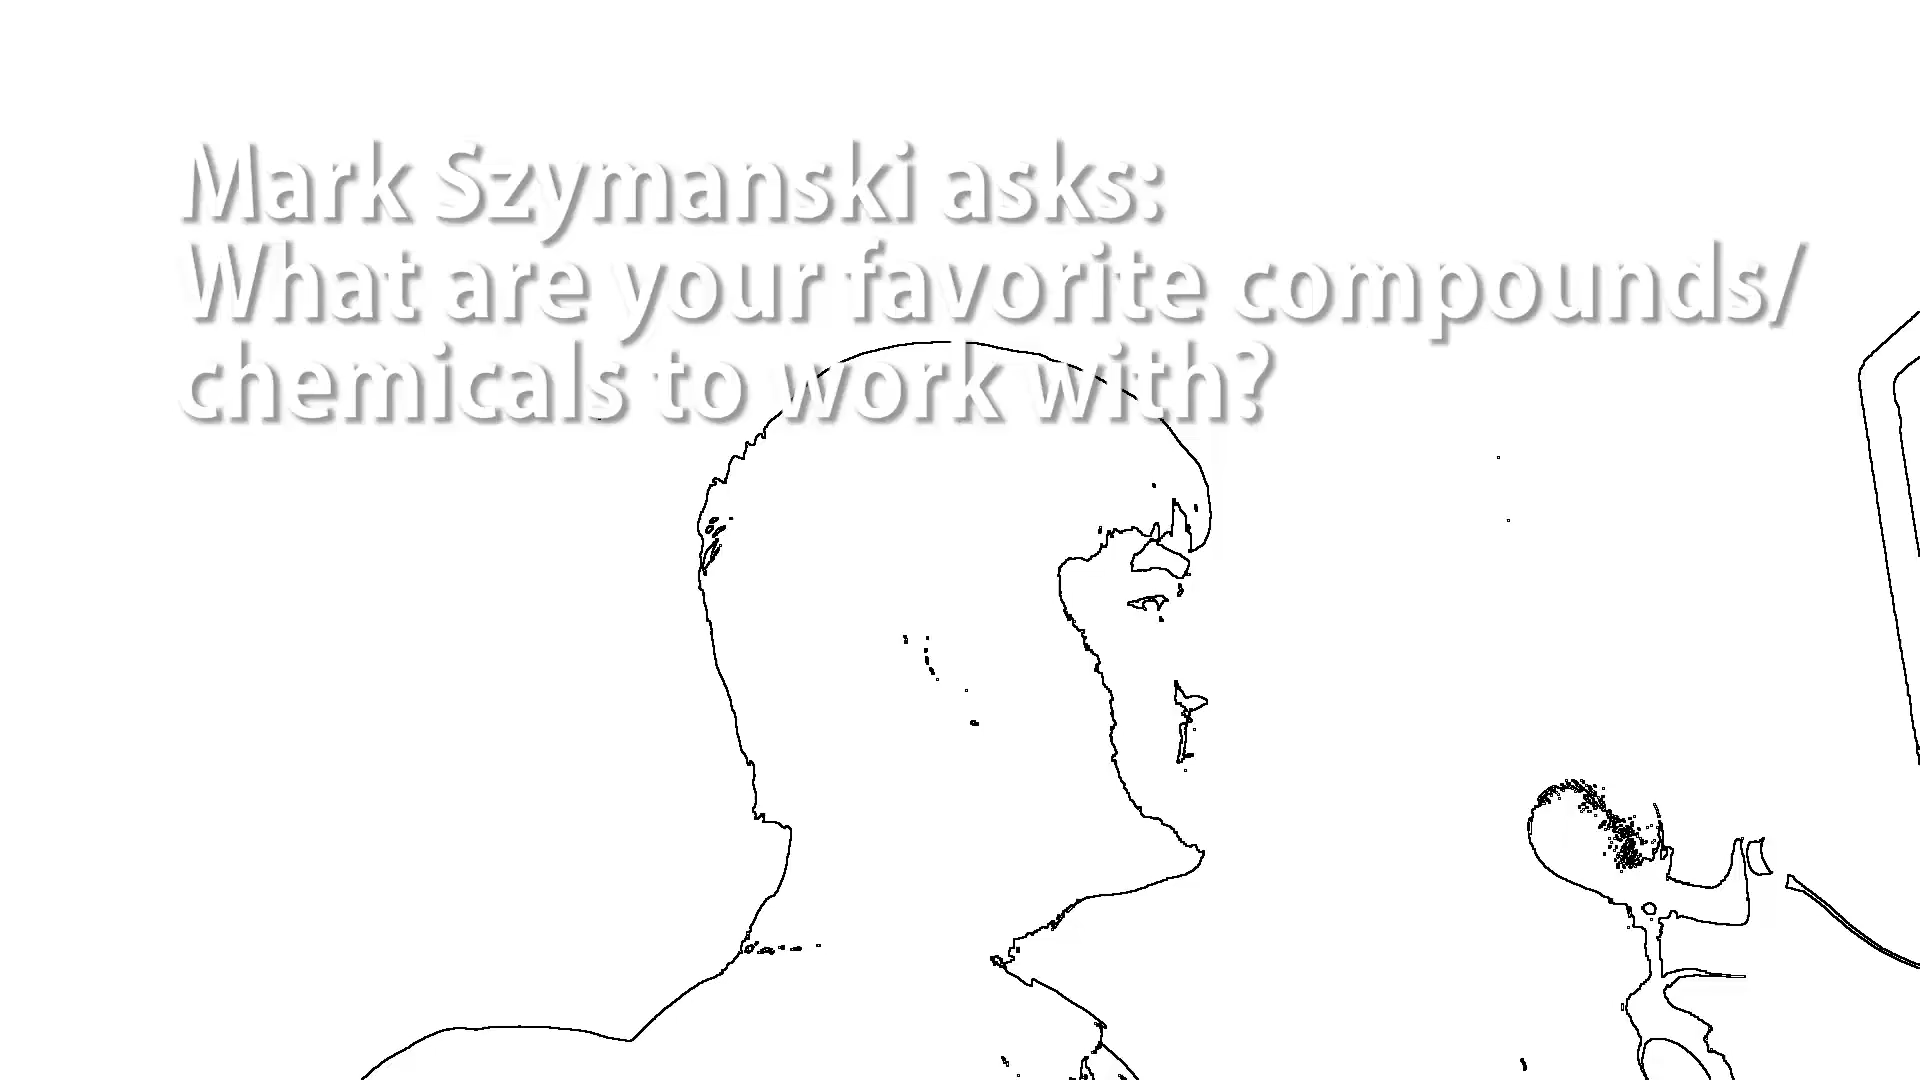 Mark Szymanski asks:
What are your favorite compounds/
chemicals to work with?